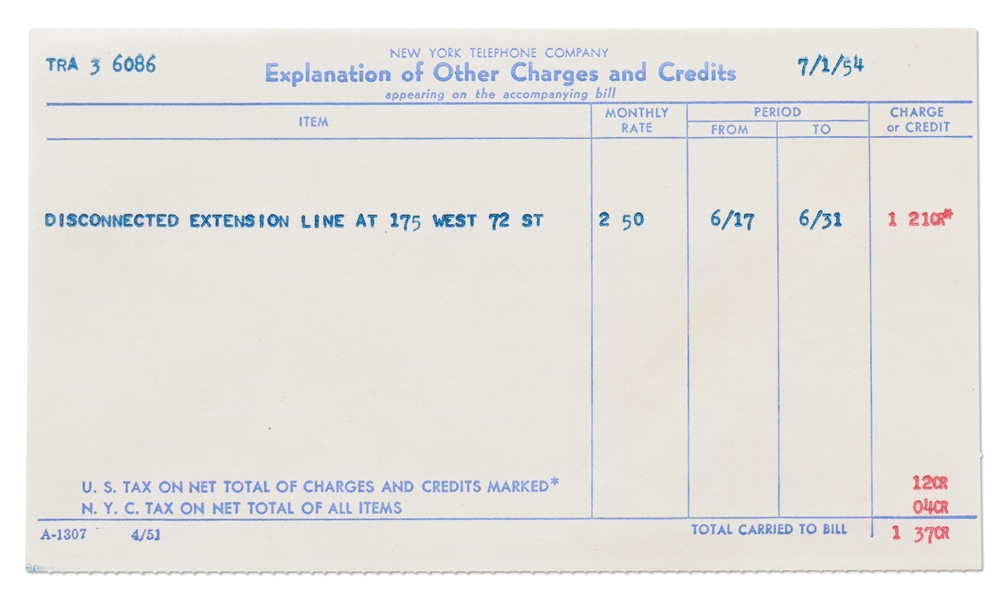 NEW YORK TELEPHONE COMPANY
TRA 3 6086 Explanation of Other Charges and Credits 7/1/54
appearing on the accompanying bill
ITEM MONTHLY RATE PERIOD FROM TO CHARGE or CREDIT
DISCONNECTED EXTENSION LINE AT 175 WEST 72 ST 2 50 6/17 6/31 1 21CR*
U. S. TAX ON NET TOTAL OF CHARGES AND CREDITS MARKED* 12CR
N. Y. C. TAX ON NET TOTAL OF ALL ITEMS 04CR
A-1307 4/51 TOTAL CARRIED TO BILL 1 37CR